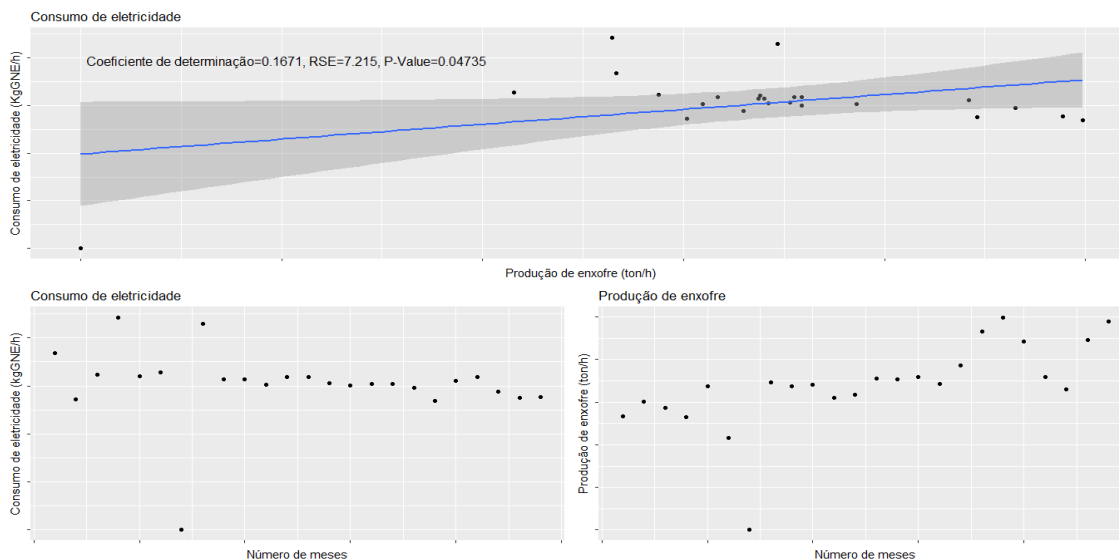 Consumo de eletricidade
Coeficiente de determinação=0.1671, RSE=7.215, P-Value=0.04735
Consumo de eletricidade (KgGNE/h)
Produção de enxofre (ton/h)
Consumo de eletricidade
Consumo de eletricidade (kgGNE/h)
Número de meses
Produção de enxofre
Produção de enxofre (ton/h)
Número de meses